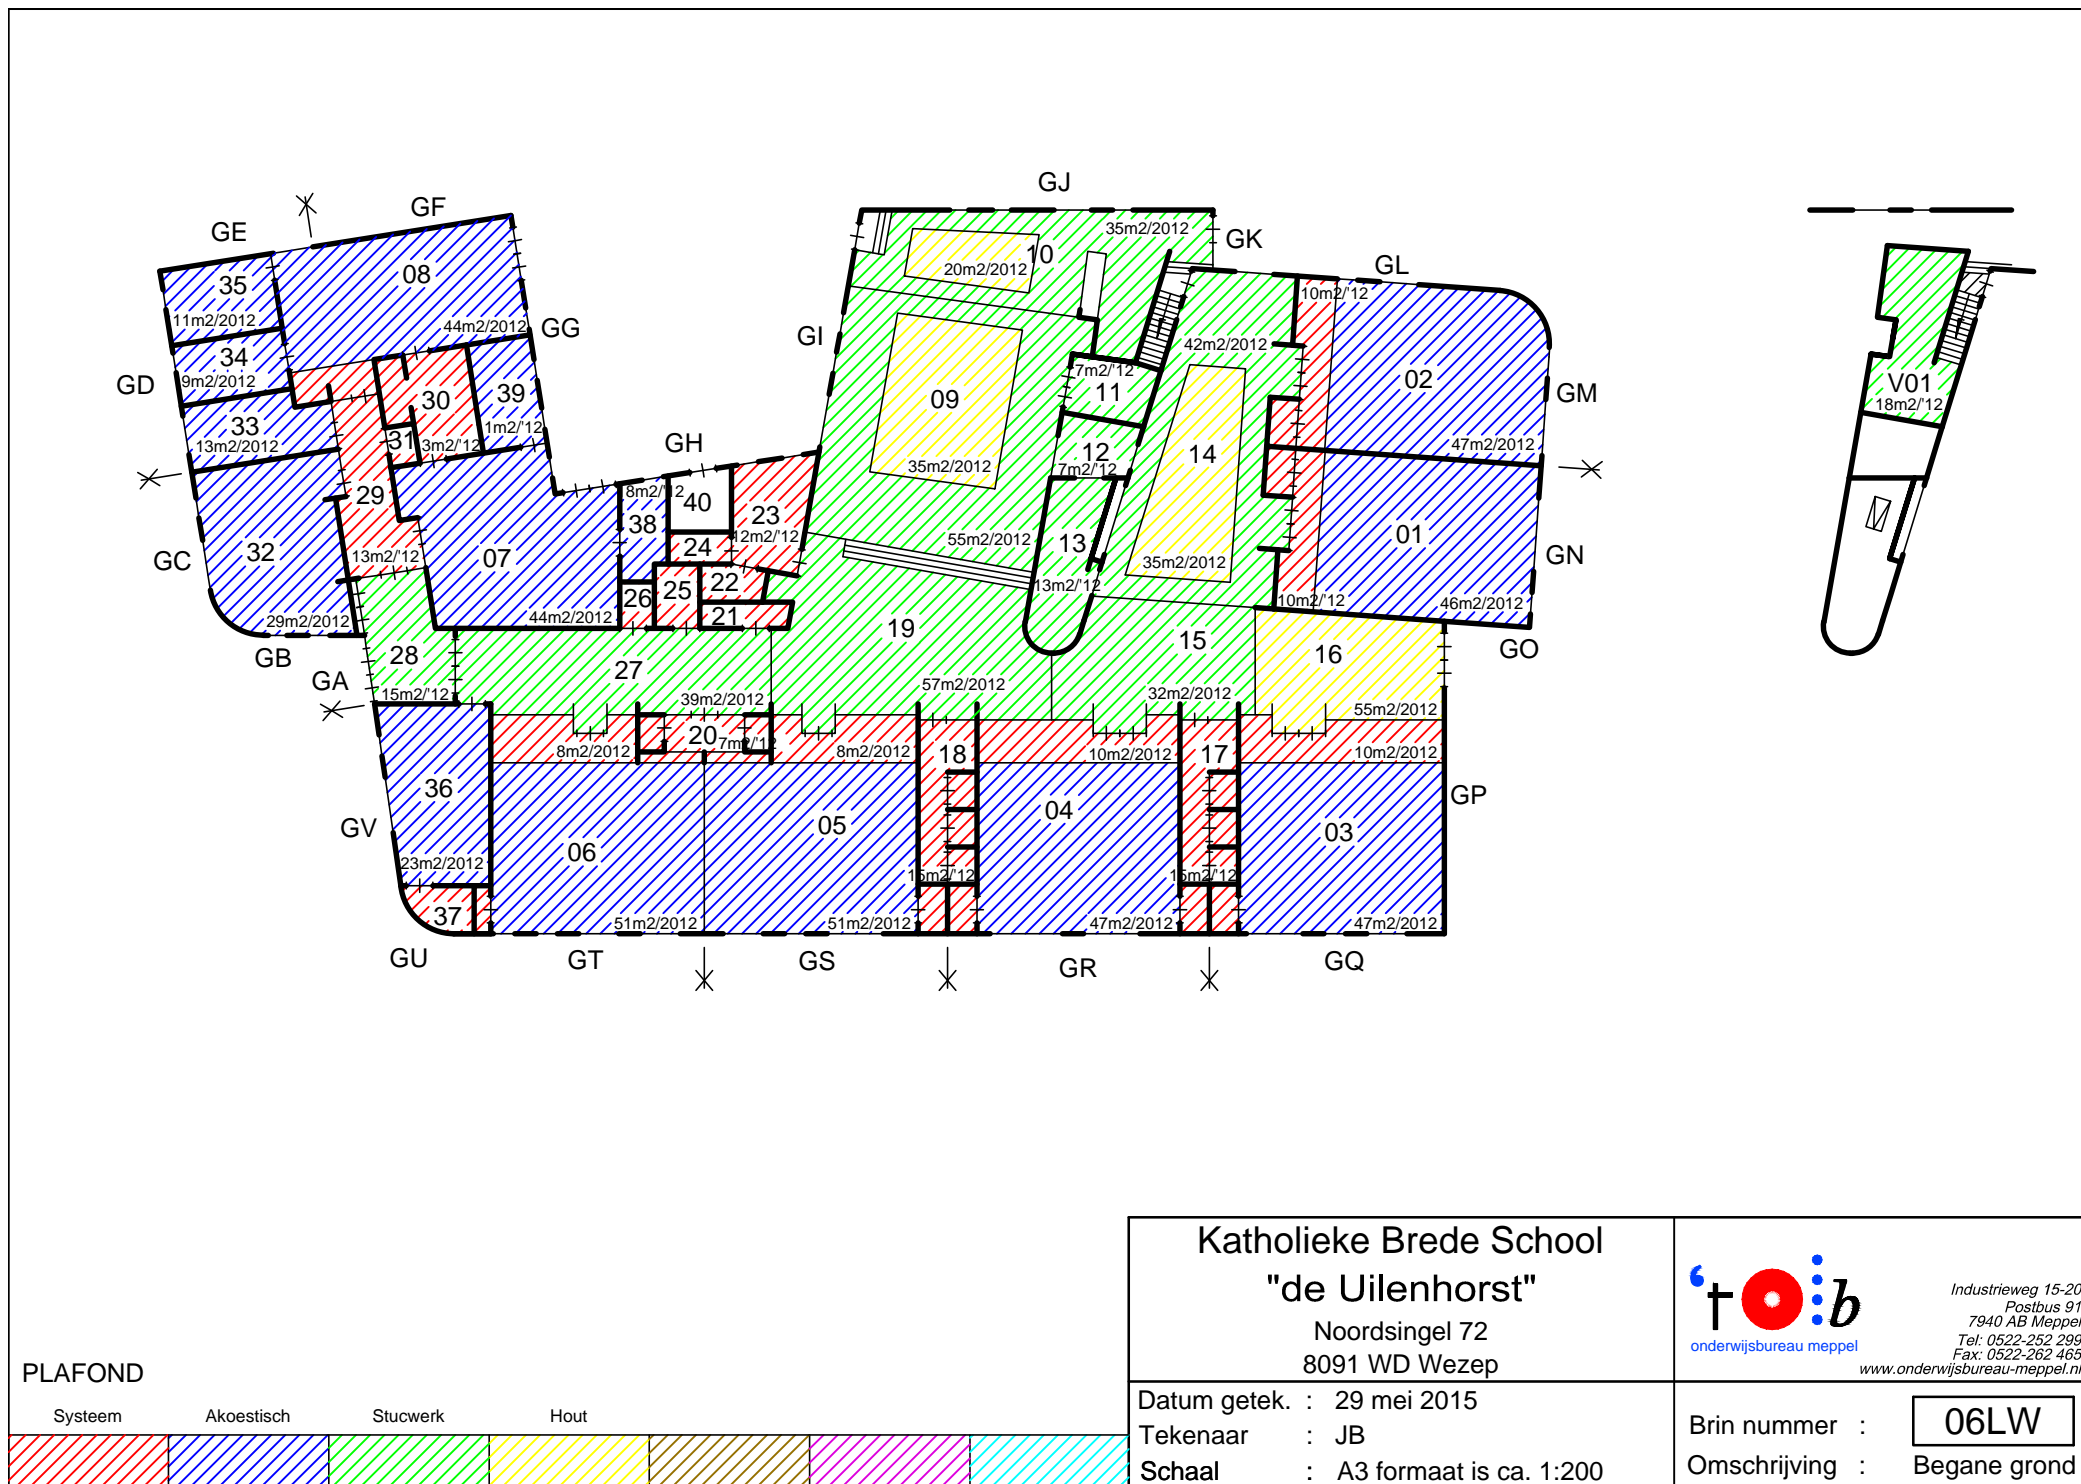 GJ
GF
GE
GK
GL
35m2/2012
08
35
10
20m2/2012
10m2/'12
11m2/2012
44m2/2012
GG
GI
42m2/2012
34
9m2/2012
GD
7m2/'12
02
V01
18m2/'12
30
39
09
11
GM
33
13m2/2012
31
3m2/'12
1m2/'12
GH
12
7m2/'12
14
47m2/2012
35m2/2012
29
8m2/'12
40
38
23
12m2/'12
32
GC
13m2/'12
07
24
55m2/2012
13
35m2/2012
01
GN
22
25
26
21
13m2/'12
10m2/'12
46m2/2012
29m2/2012
44m2/2012
GB
GA
28
27
19
15
16
GO
15m2/'12
39m2/2012
57m2/2012
32m2/2012
55m2/2012
20
7m2/'12
8m2/2012
8m2/2012
18
10m2/2012
17
10m2/2012
36
GV
05
04
03
GP
06
23m2/2012
15m2/'12
15m2/'12
37
51m2/2012
51m2/2012
47m2/2012
47m2/2012
GU
GT
GS
GR
GQ
Katholieke Brede School
"de Uilenhorst"
Noordsingel 72
8091 WD Wezep
't O b
onderwijsbureau meppel
Industrieweg 15-20
Postbus 91
7940 AB Meppel
Tel: 0522-252 299
Fax: 0522-262 465
www.onderwijsbureau-meppel.nl
PLAFOND
Systeem
Akoestisch
Stucwerk
Hout
Datum getek. : 29 mei 2015
Tekenaar : JB
Schaal : A3 formaat is ca. 1:200
Brin nummer : 06LW
Omschrijving : Begane grond